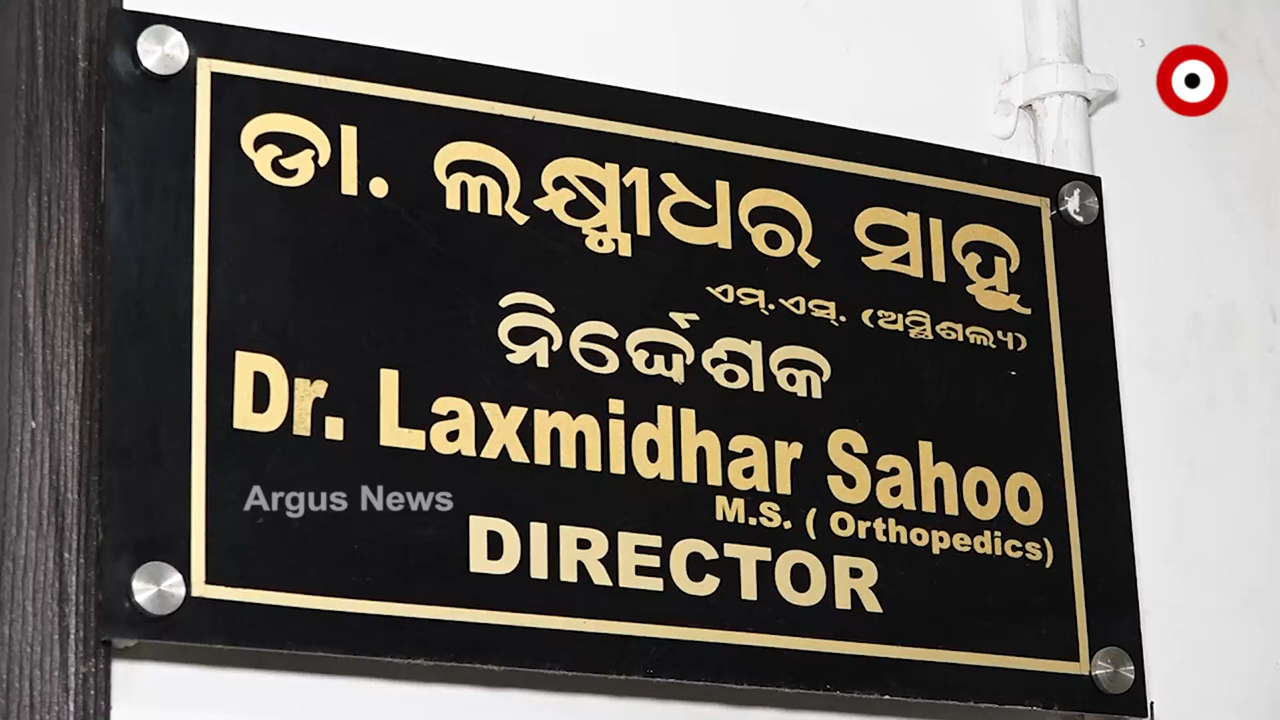 ଡା. ଲକ୍ଷ୍ମୀଧର ସାହୁ
ଏମ୍.ଏସ୍. (ଅସ୍ଥିଶଲ୍ୟ)
ନିର୍ଦ୍ଦେଶକ
Dr. Laxmidhar Sahoo
M.S. ( Orthopedics)
Argus News
DIRECTOR